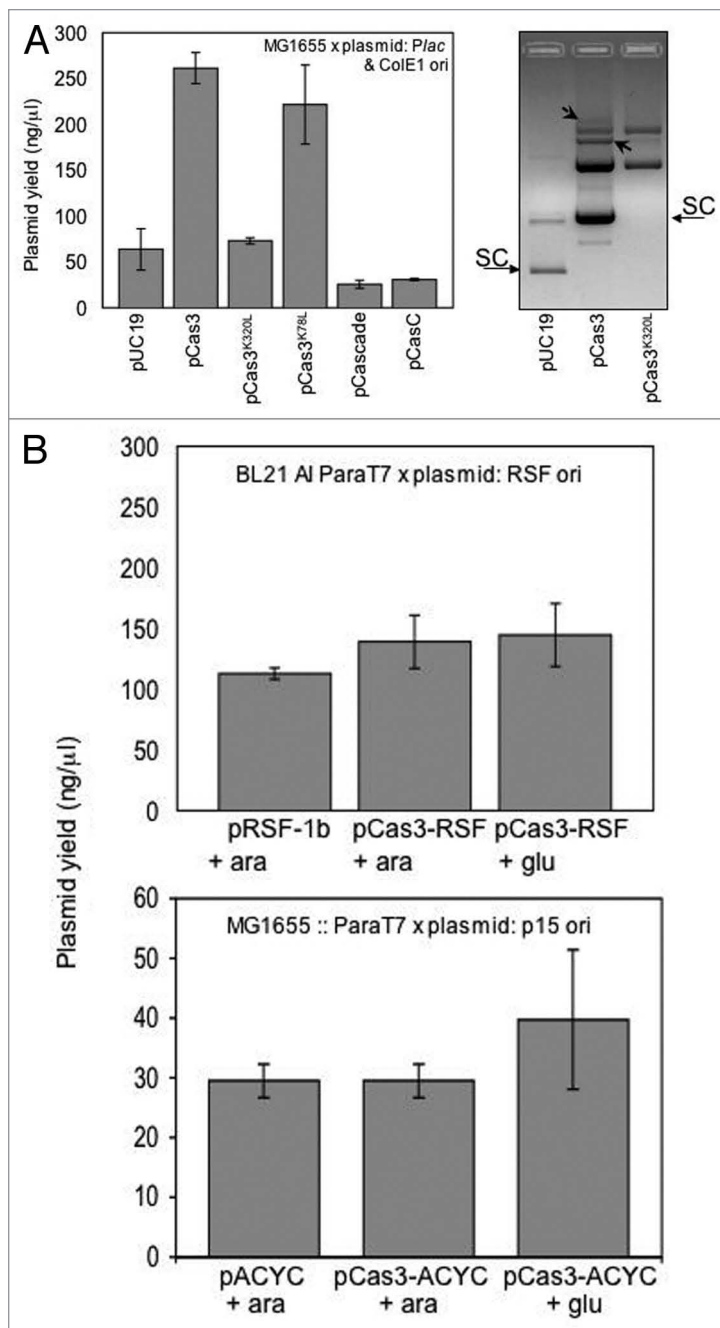 A
MG1655 x plasmid: Plac
& ColE1 ori
Plasmid yield (ng/μl)
300
250
200
150
100
50
0
pUC19
pCas3
pCas3K320L
pCas3K78L
pCascade
pCasC
SC
SC
pUC19
pCas3
pCas3K320L
B
Plasmid yield (ng/μl)
BL21 AI ParaT7 x plasmid: RSF ori
300
250
200
150
100
50
0
pRSF-1b pCas3-RSF pCas3-RSF
+ ara + ara + glu
MG1655 :: ParaT7 x plasmid: p15 ori
60
50
40
30
20
10
0
pACYC pCas3-ACYC pCas3-ACYC
+ ara + ara + glu